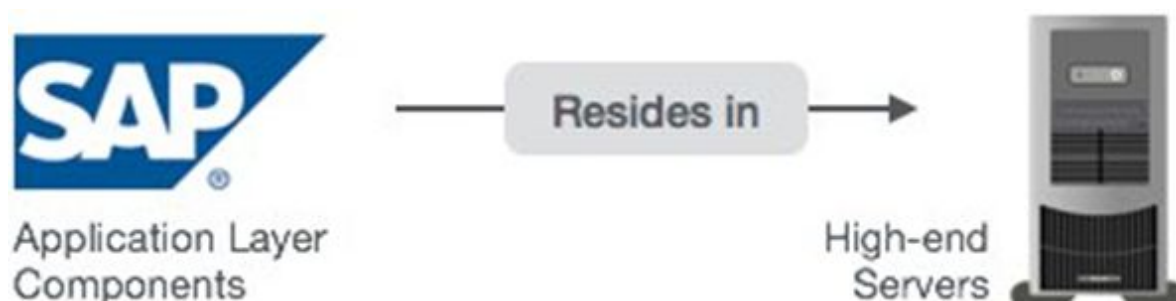 SAP
®
Resides in
Application Layer
Components
High-end
Servers